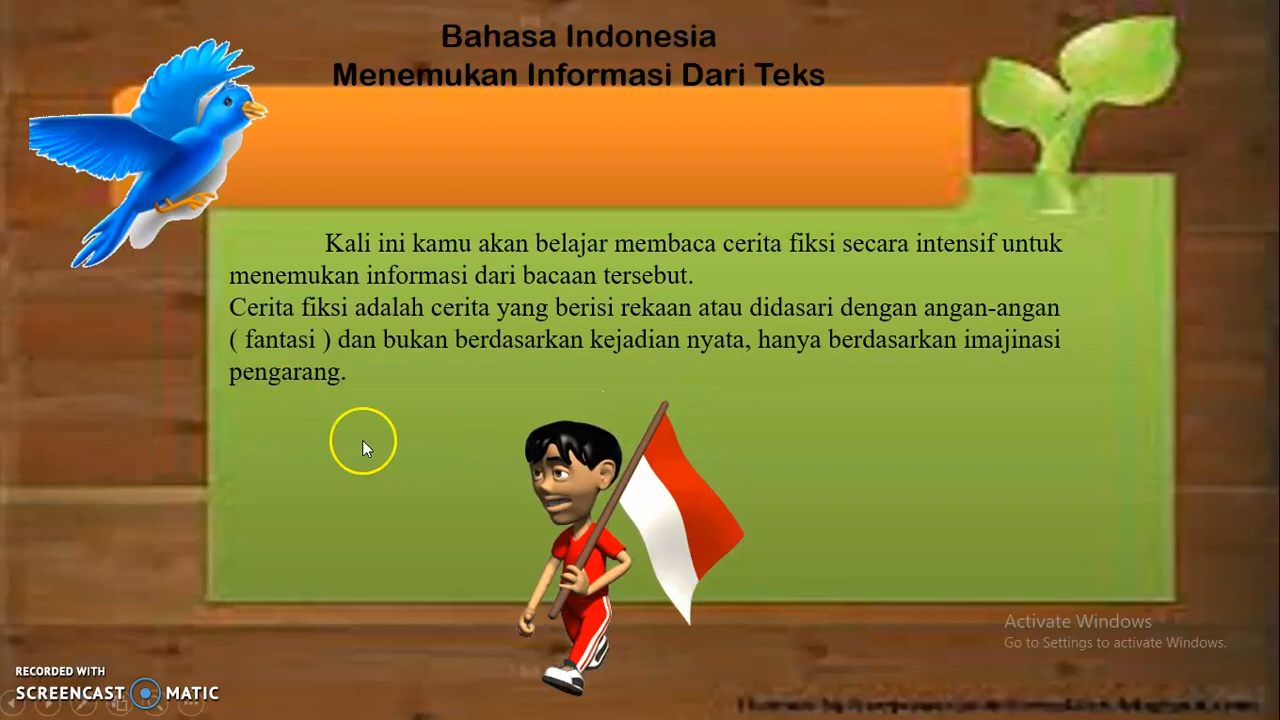 Bahasa Indonesia
Menemukan Informasi Dari Teks
Kali ini kamu akan belajar membaca cerita fiksi secara intensif untuk
menemukan informasi dari bacaan tersebut.
Cerita fiksi adalah cerita yang berisi rekaan atau didasari dengan angan-angan
( fantasi ) dan bukan berdasarkan kejadian nyata, hanya berdasarkan imajinasi
pengarang.
Activate Windows
Go to Settings to activate Windows.
RECORDED WITH
SCREENCAST MATIC